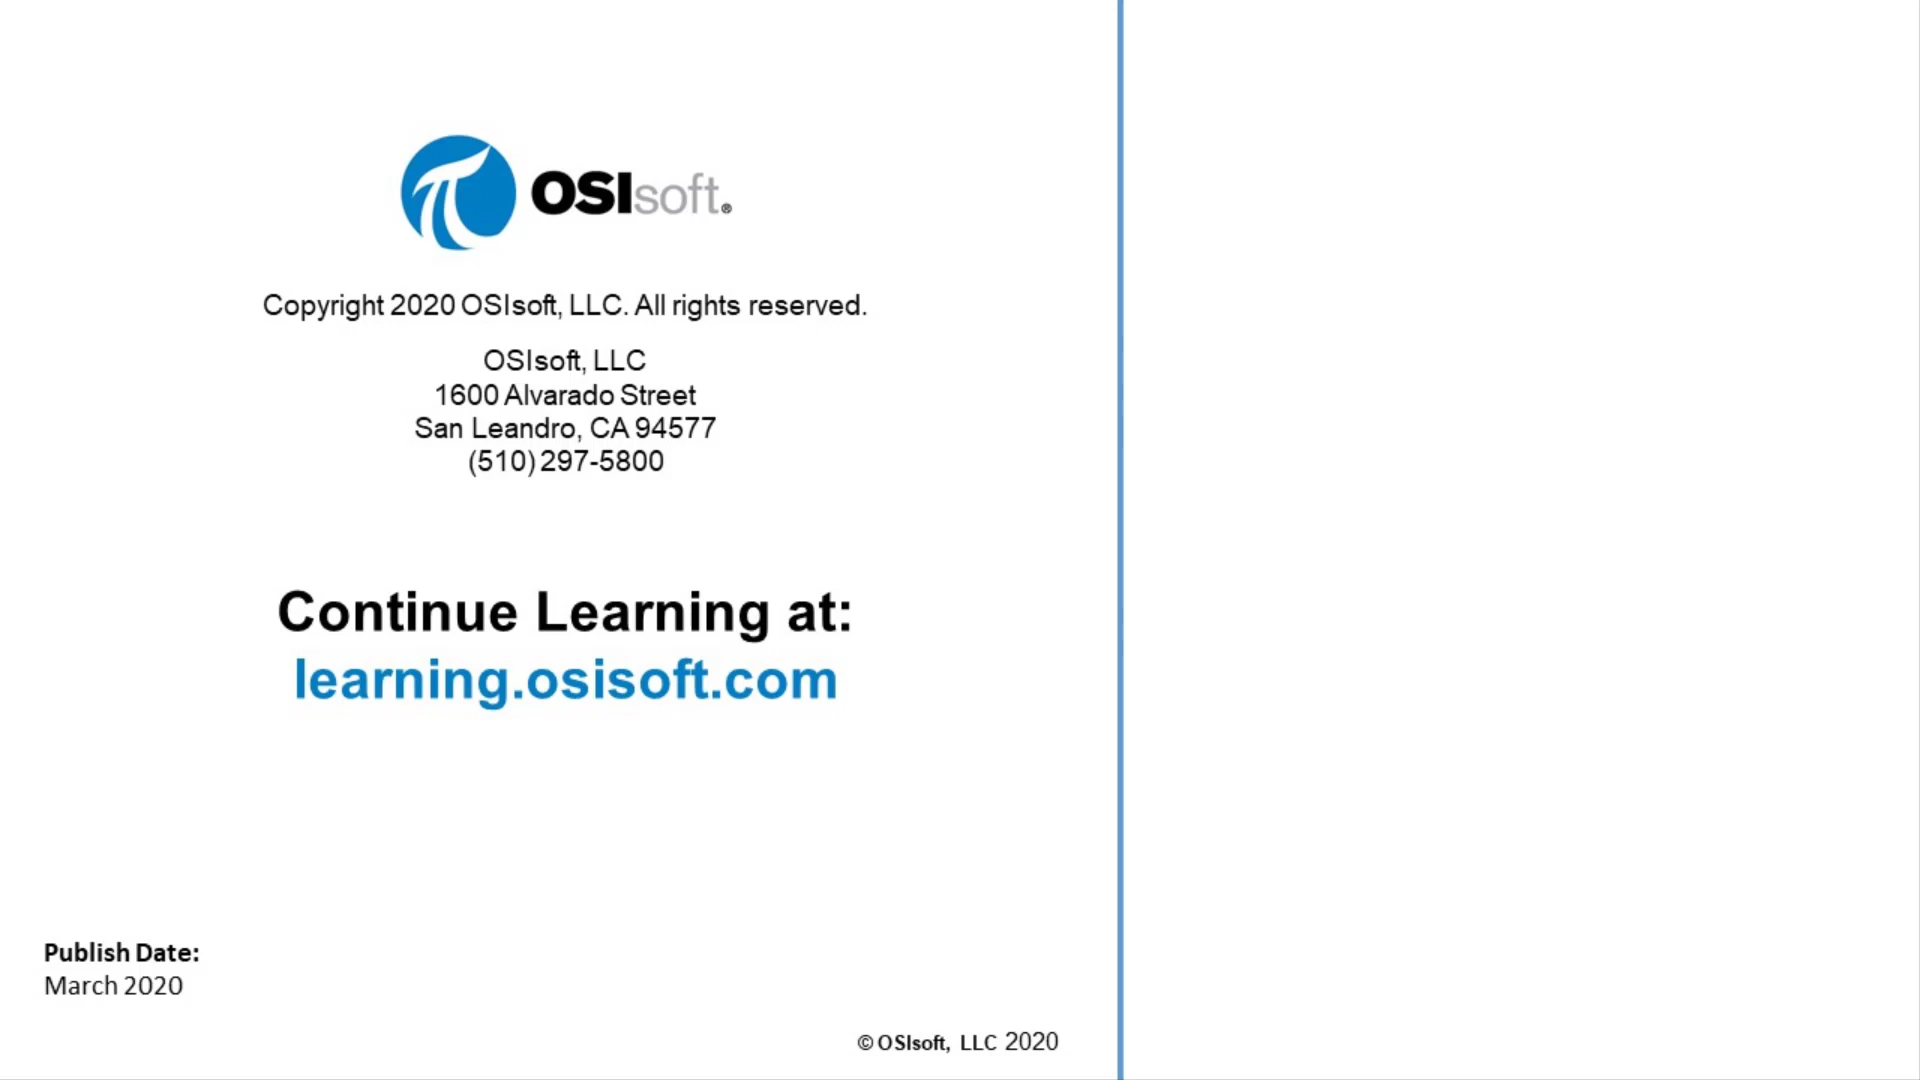 OSIsoft®
Copyright 2020 OSIsoft, LLC. All rights reserved.
OSIsoft, LLC
1600 Alvarado Street
San Leandro, CA 94577
(510) 297-5800
Continue Learning at:
learning.osisoft.com
Publish Date:
March 2020
© OSIsoft, LLC 2020